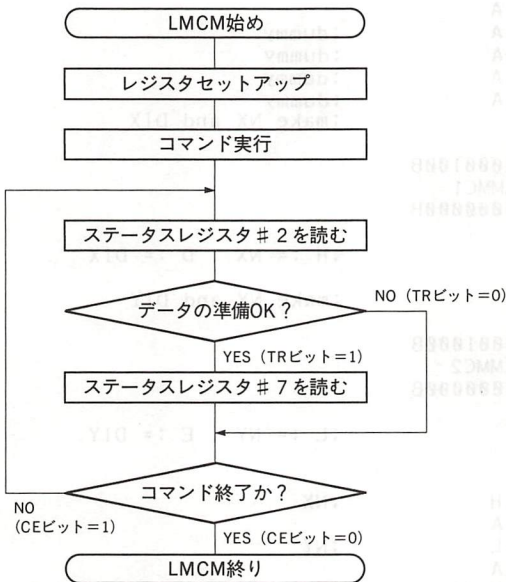 LMCM始め
レジスタセットアップ
コマンド実行
ステータスレジスタ＃2を読む
データの準備OK？
NO（TRビット＝0）
YES（TRビット＝1）
ステータスレジスタ＃7を読む
コマンド終了か？
NO
（CEビット＝1）
YES（CEビット＝0）
LMCM終り